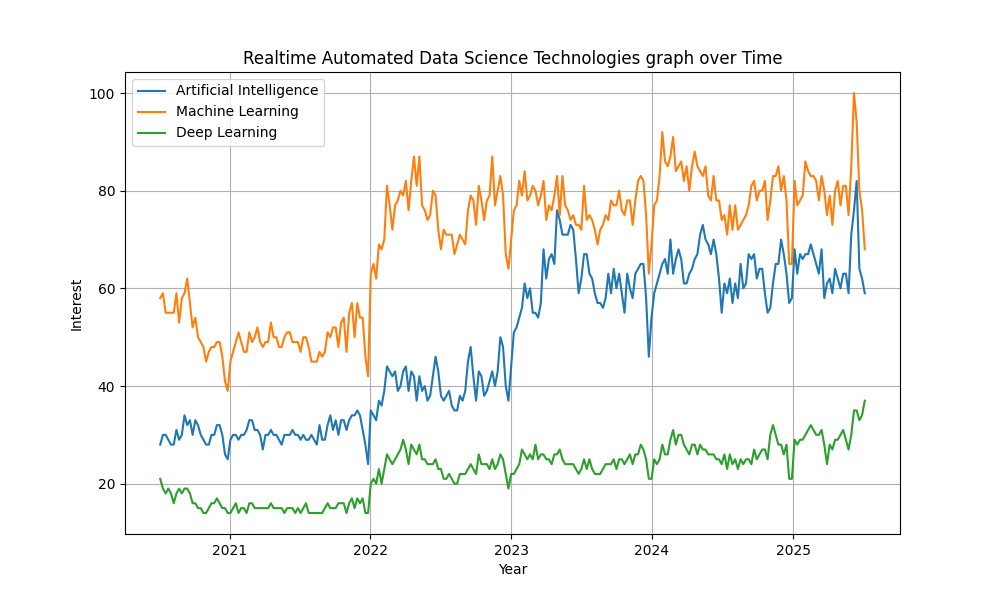 Realtime Automated Data Science Technologies graph over Time
Artificial Intelligence
Machine Learning
Deep Learning
100
80
60
40
20
Interest
2021 2022 2023 2024 2025
Year